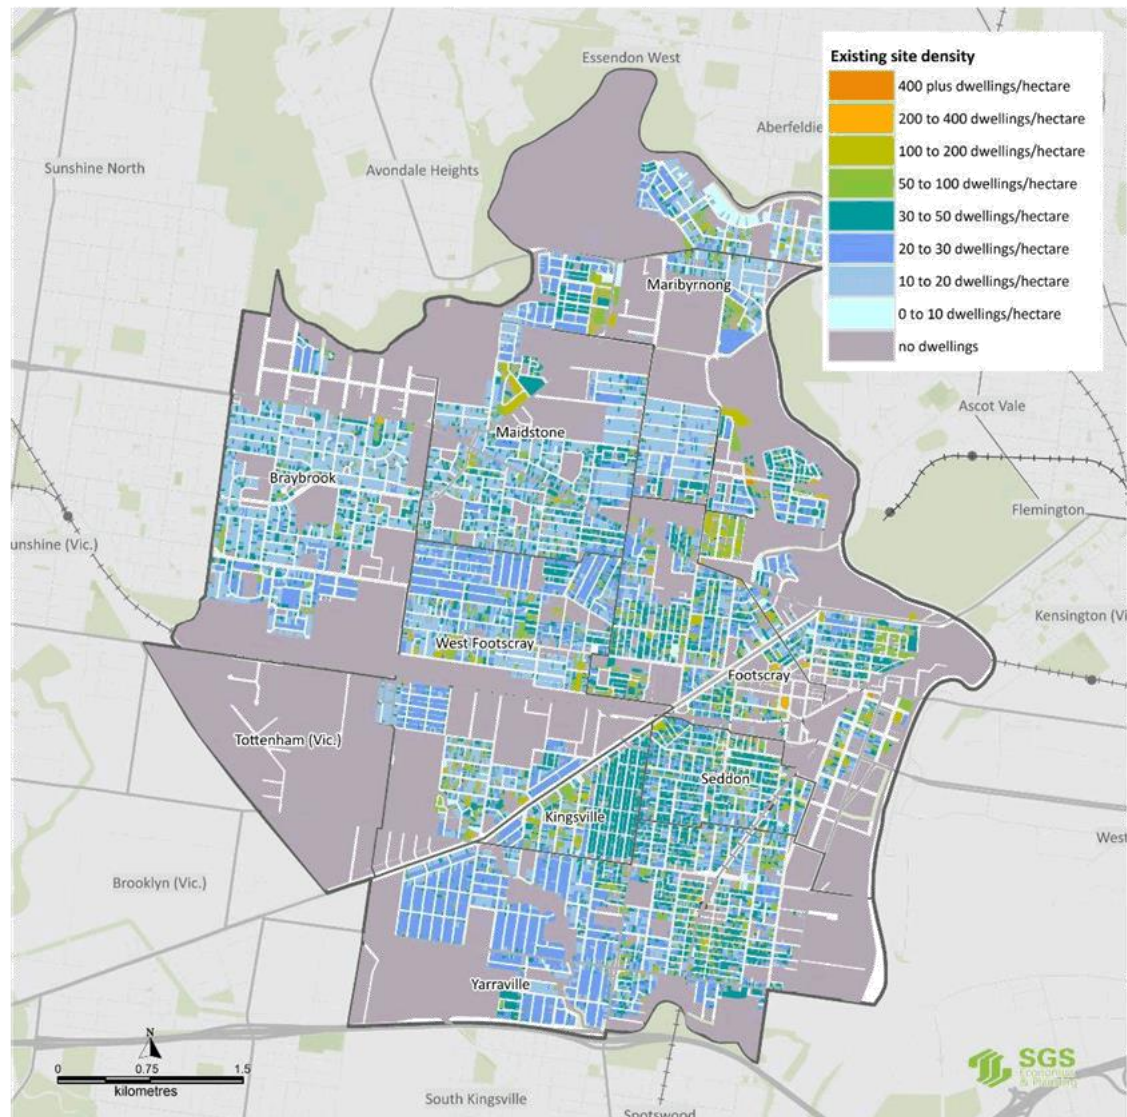 Essendon West
Existing site density
400 plus dwellings/hectare
200 to 400 dwellings/hectare
100 to 200 dwellings/hectare
50 to 100 dwellings/hectare
30 to 50 dwellings/hectare
20 to 30 dwellings/hectare
10 to 20 dwellings/hectare
0 to 10 dwellings/hectare
no dwellings
Aberfeldie
Sunshine North
Avondale Heights
Maribyrnong
Ascot Vale
Maidstone
Braybrook
Flemington
unshine (Vic.)
Kensington (Vi
West Footscray
Footscray
Tottenham (Vic.)
Seddon
Kingsville
West
Brooklyn (Vic.)
Yarraville
N
0 0.75 1.5
kilometres
SGS
Economics
& Planning
South Kingsville
Spotswood